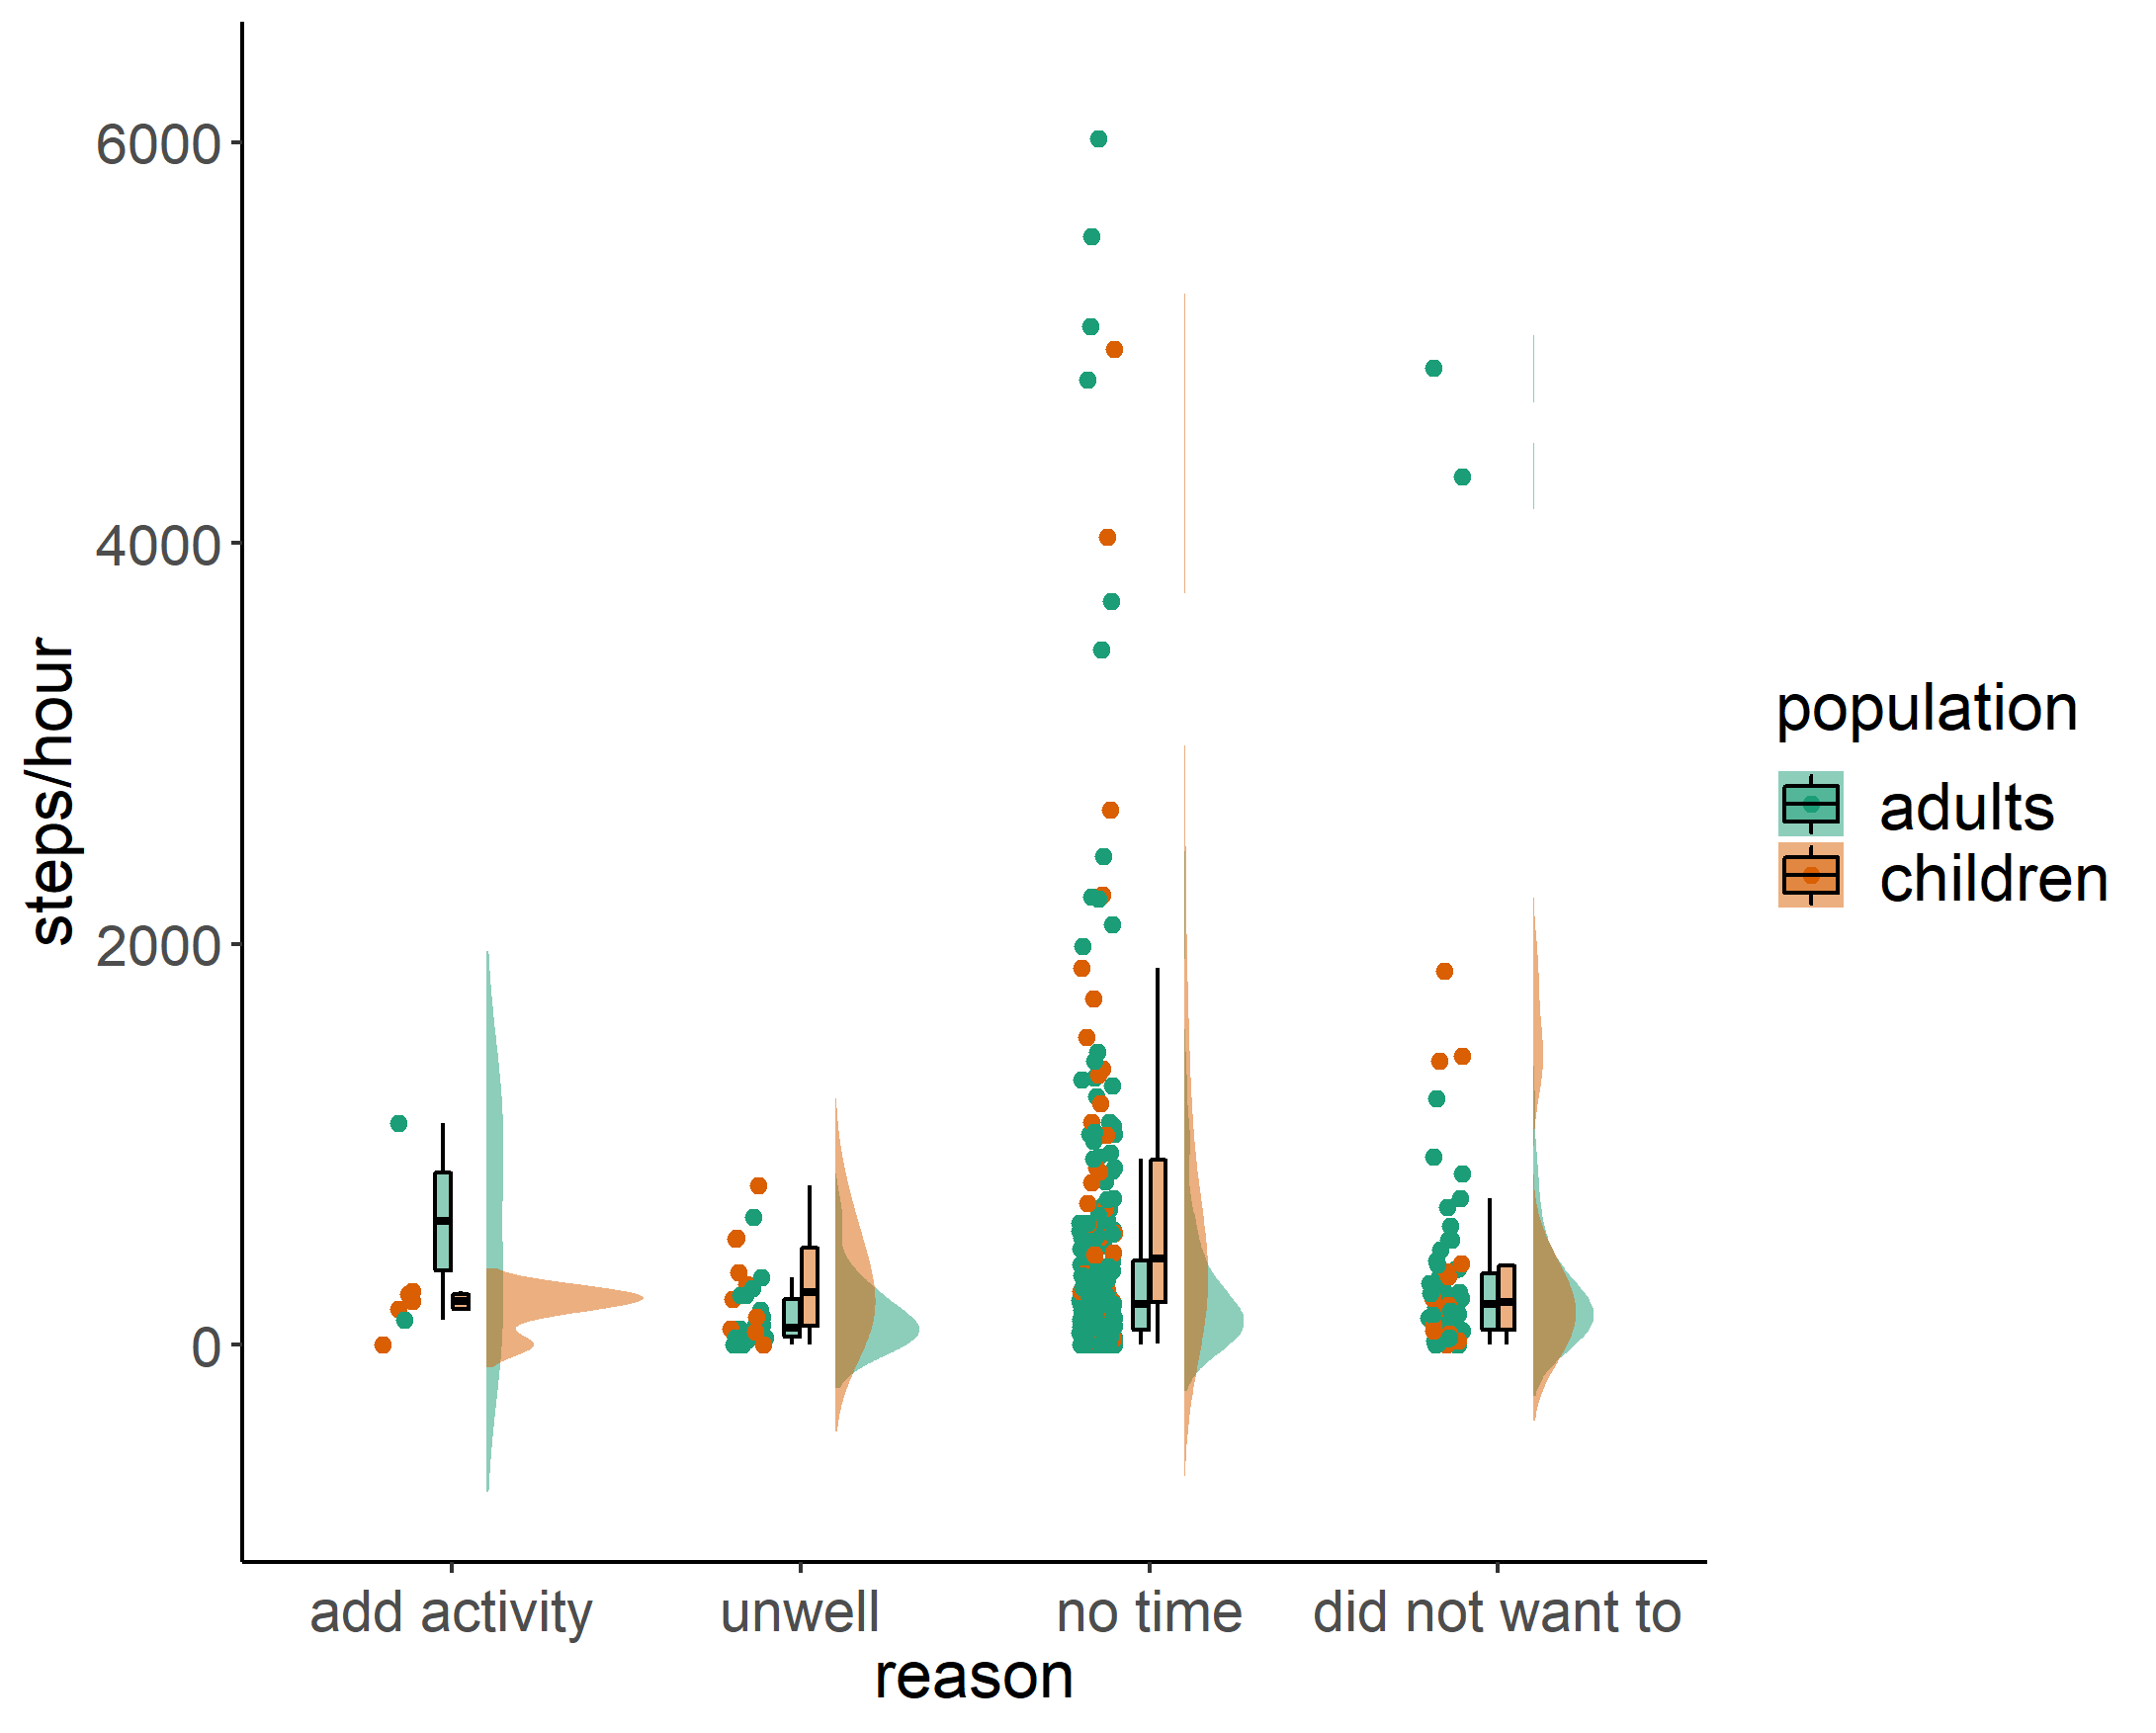 6000
4000
2000
0
steps/hour
add activity
unwell
no time
did not want to
reason
population
adults
children